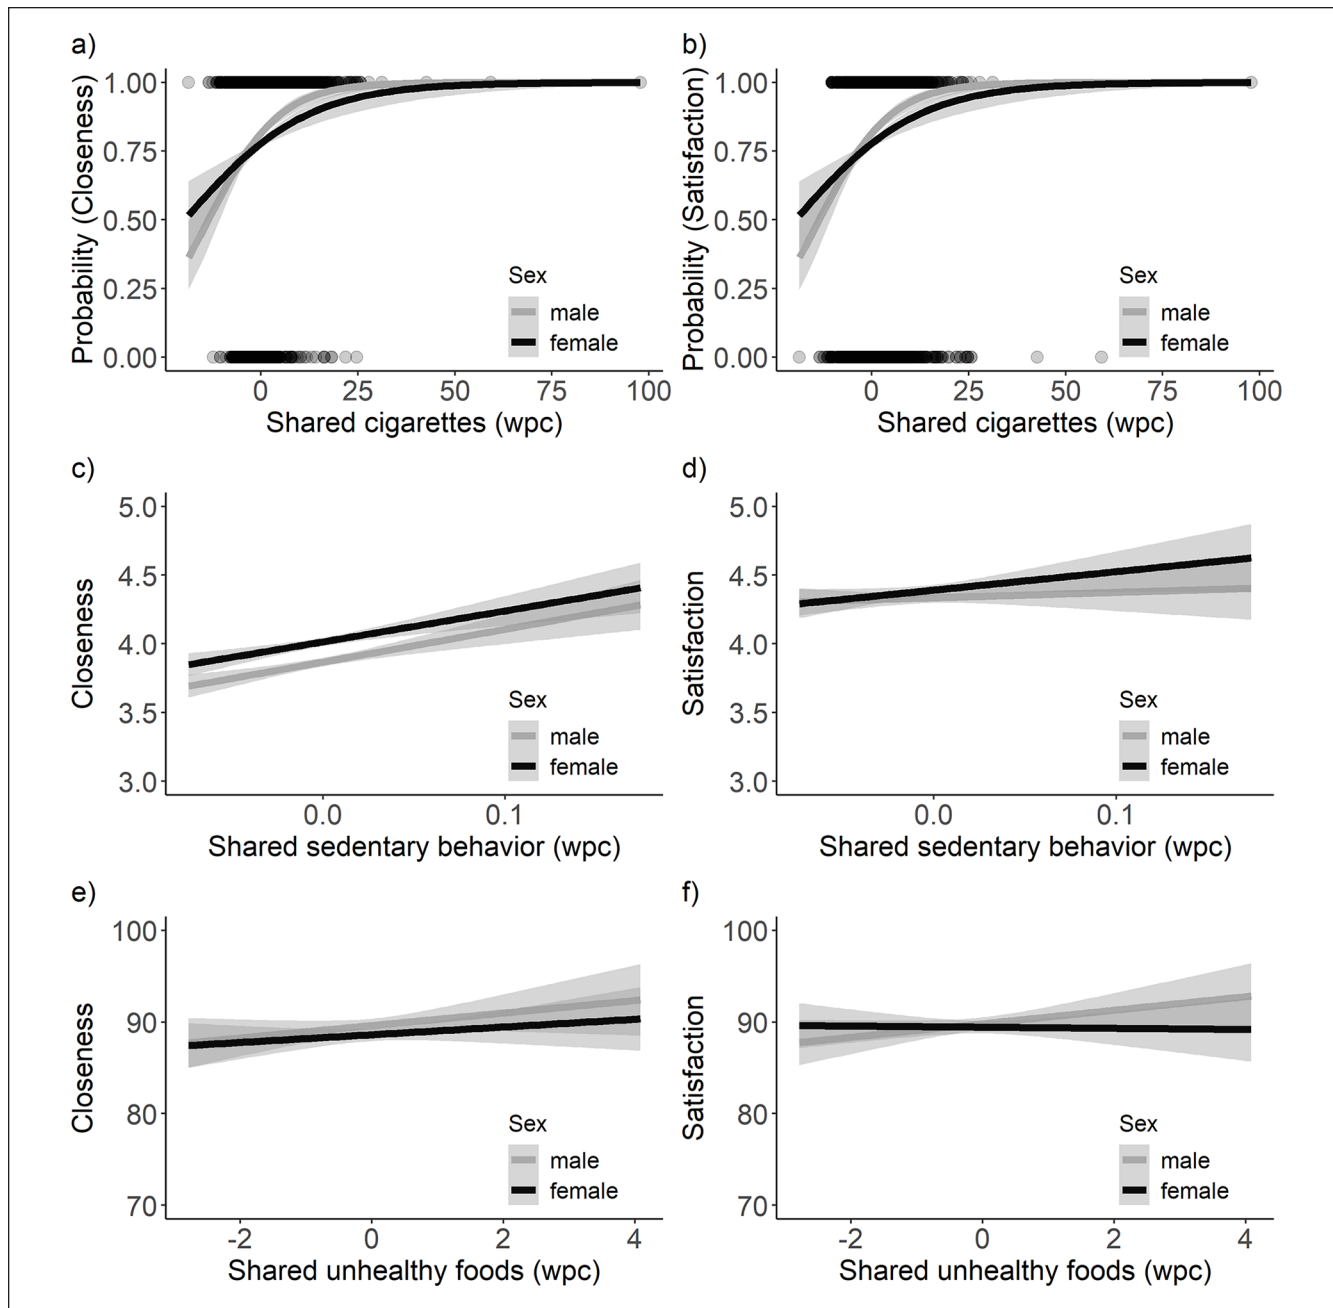 a)
Probability (Closeness)
1.00
0.75
0.50
0.25
0.00
Sex
male
female
0 25 50 75 100
Shared cigarettes (wpc)
b)
Probability (Satisfaction)
1.00
0.75
0.50
0.25
0.00
Sex
male
female
0 25 50 75 100
Shared cigarettes (wpc)
c)
Closeness
5.0
4.5
4.0
3.5
3.0
Sex
male
female
0.0 0.1
Shared sedentary behavior (wpc)
d)
Satisfaction
5.0
4.5
4.0
3.5
3.0
Sex
male
female
0.0 0.1
Shared sedentary behavior (wpc)
e)
Closeness
100
90
80
70
Sex
male
female
-2 0 2 4
Shared unhealthy foods (wpc)
f)
Satisfaction
100
90
80
70
Sex
male
female
-2 0 2 4
Shared unhealthy foods (wpc)